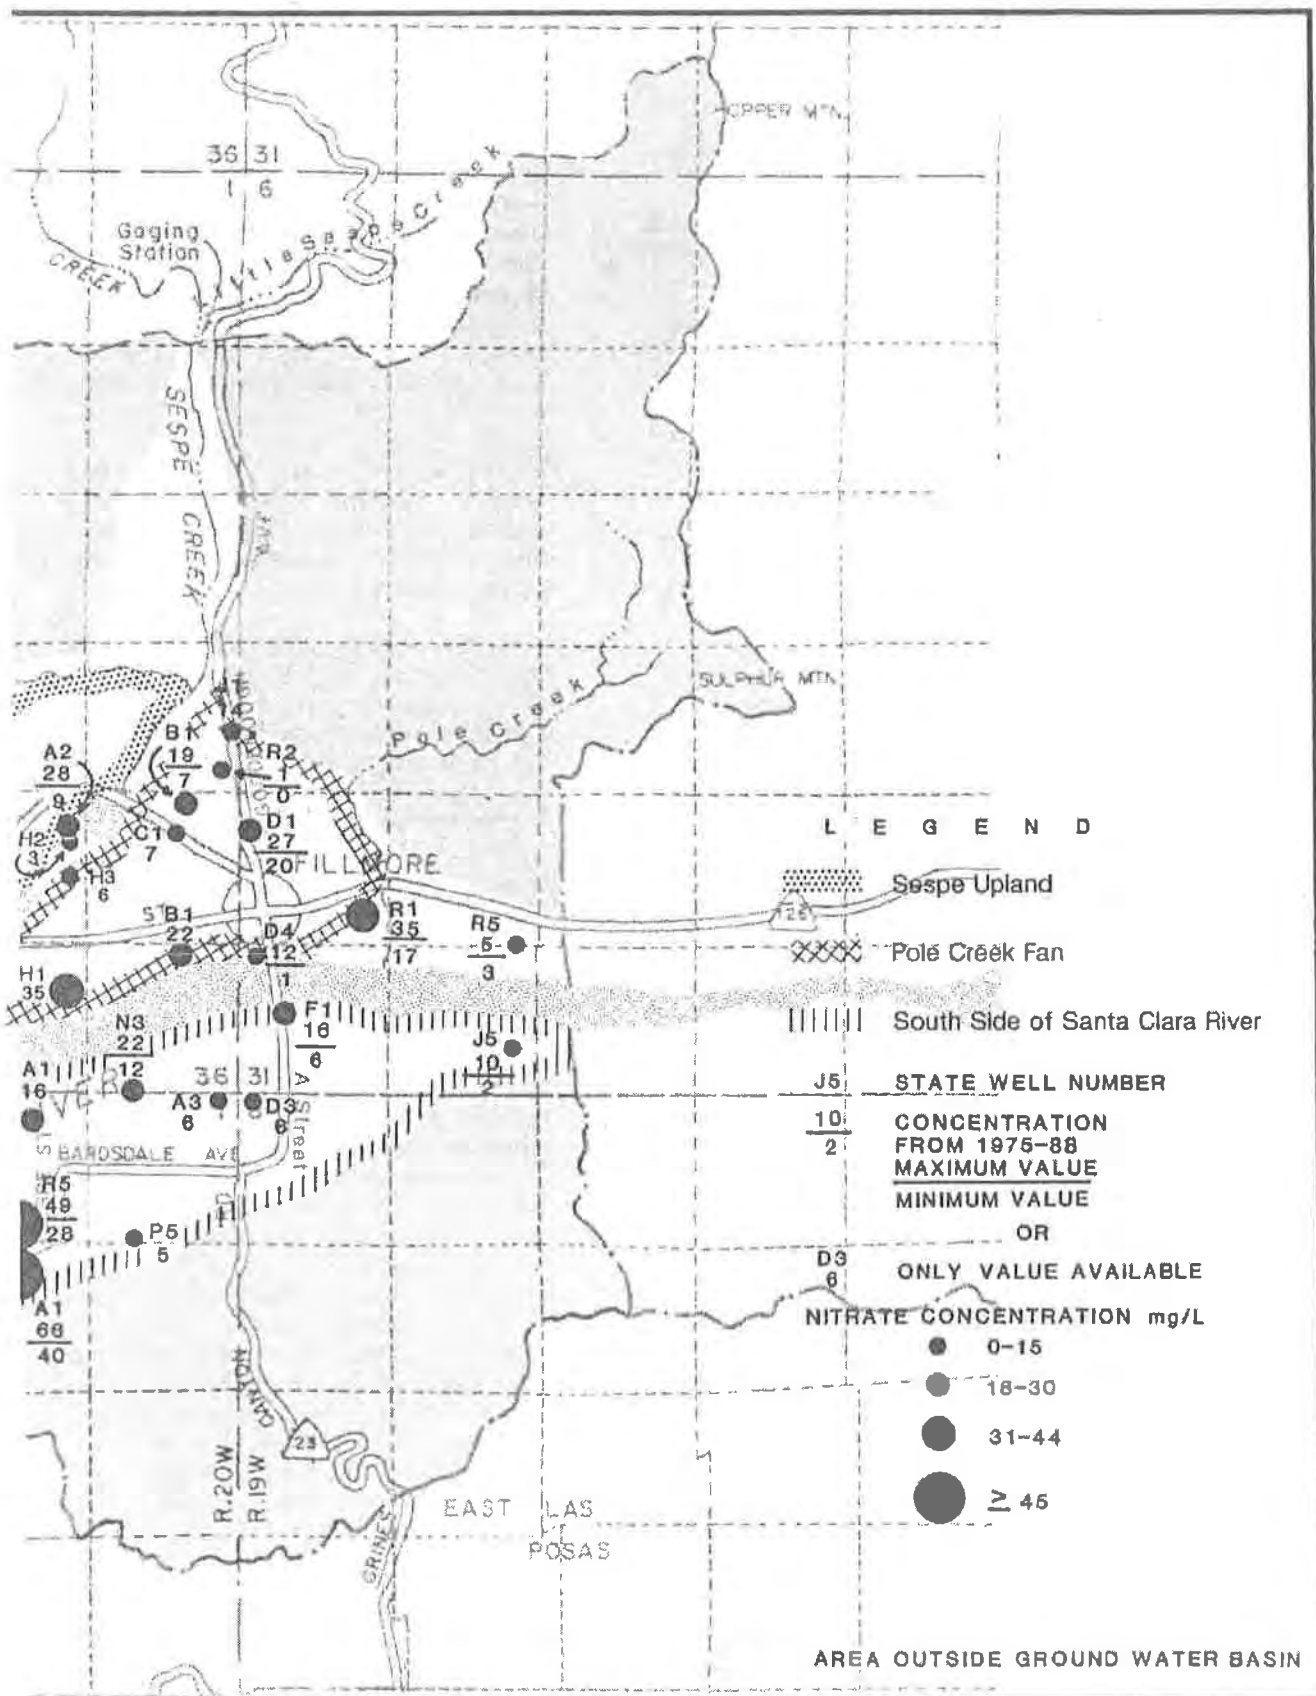 UPPER MTN.
36 31
1 6
Little Sespe Creek
Gaging
Station
CREEK
SESPE
CREEK
SULPHUR MTN.
Pole Creek
A2
28
9
B1
19
7
R2
1
0
H2
3
C1
7
D1
27
20
FILLMORE
H3
6
ST
B1
22
D4
12
1
R1
35
17
R5
5
3
H1
35
N3
22
12
F1
16
6
J5
10
2
A1
16
36 31
A3
6
D3
6
A Street
BARDSDALE AVE
R5
49
28
P5
5
A1
66
40
CANYON
23
R.20W
R.19W
GRIMES
EAST LAS
POSAS
LEGEND
Sespe Upland
126
Pole Creek Fan
South Side of Santa Clara River
J5 STATE WELL NUMBER
10 CONCENTRATION
2 FROM 1975-88
MAXIMUM VALUE
MINIMUM VALUE
OR
D3
6 ONLY VALUE AVAILABLE
NITRATE CONCENTRATION mg/L
0-15
16-30
31-44
≥ 45
AREA OUTSIDE GROUND WATER BASIN